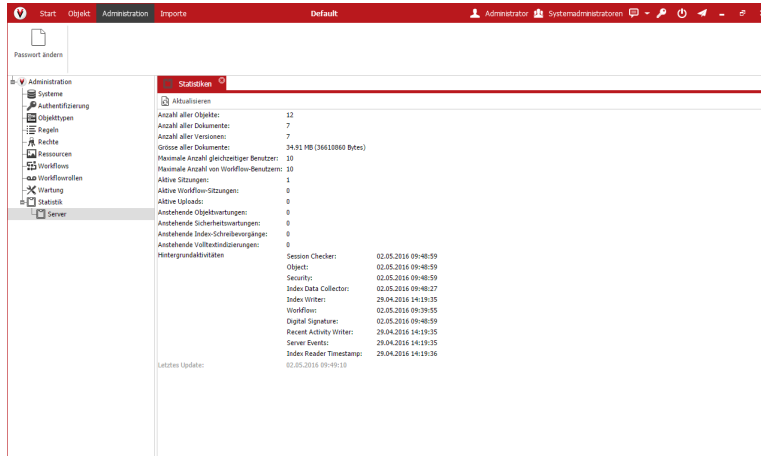 Start Objekt Administration Importe Default Administrator Systemadministratoren
Passwort ändern
Administration
Systeme
Authentifizierung
Objekttypen
Regeln
Rechte
Ressourcen
Workflows
Workflowrollen
Wartung
Statistik
Server
Statistiken
Aktualisieren
Anzahl aller Objekte: 12
Anzahl aller Dokumente: 7
Anzahl aller Versionen: 7
Grösse aller Dokumente: 34.91 MB (36610860 Bytes)
Maximale Anzahl gleichzeitiger Benutzer: 10
Maximale Anzahl von Workflow-Benutzern: 10
Aktive Sitzungen: 1
Aktive Workflow-Sitzungen: 0
Aktive Uploads: 0
Anstehende Objektwartungen: 0
Anstehende Sicherheitswartungen: 0
Anstehende Index-Schreibevorgänge: 0
Anstehende Volltextindizierungen: 0
Hintergrundaktivitäten Session Checker: 02.05.2016 09:48:59
Object: 02.05.2016 09:48:59
Security: 02.05.2016 09:48:59
Index Data Collector: 02.05.2016 09:48:27
Index Writer: 29.04.2016 14:19:35
Workflow: 02.05.2016 09:39:55
Digital Signature: 02.05.2016 09:48:59
Recent Activity Writer: 29.04.2016 14:19:35
Server Events: 29.04.2016 14:19:35
Index Reader Timestamp: 29.04.2016 14:19:36
Letztes Update: 02.05.2016 09:49:10